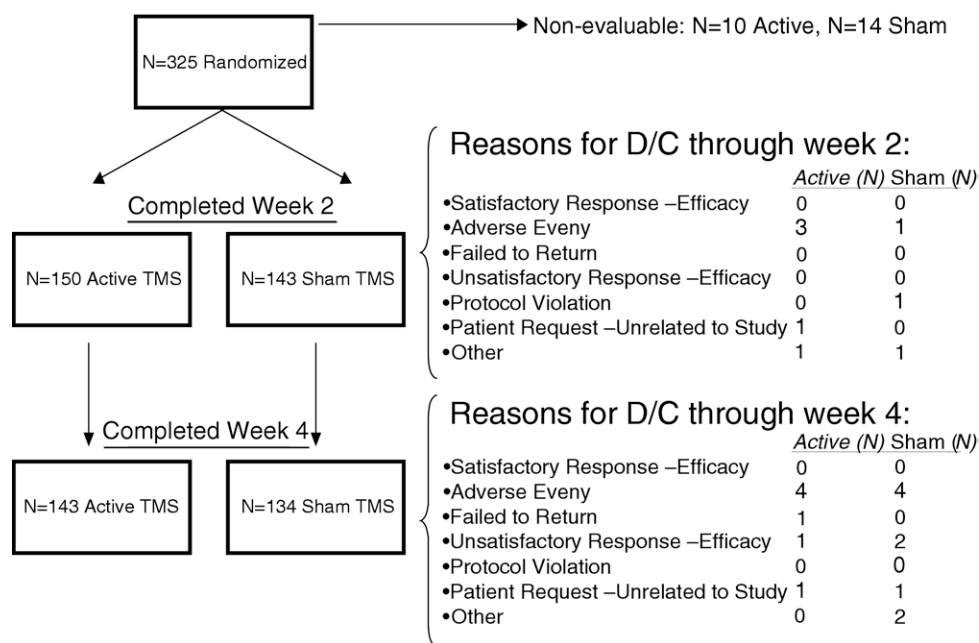 Non-evaluable: N=10 Active, N=14 Sham
N=325 Randomized
Reasons for D/C through week 2:
Active (N) Sham (N)
Completed Week 2
•Satisfactory Response –Efficacy 0 0
•Adverse Eveny 3 1
•Failed to Return 0 0
•Unsatisfactory Response –Efficacy 0 0
•Protocol Violation 0 1
•Patient Request –Unrelated to Study 1 0
•Other 1 1
N=150 Active TMS
N=143 Sham TMS
Reasons for D/C through week 4:
Active (N) Sham (N)
Completed Week 4
•Satisfactory Response –Efficacy 0 0
•Adverse Eveny 4 4
•Failed to Return 1 0
•Unsatisfactory Response –Efficacy 1 2
•Protocol Violation 0 0
•Patient Request –Unrelated to Study 1 1
•Other 0 2
N=143 Active TMS
N=134 Sham TMS